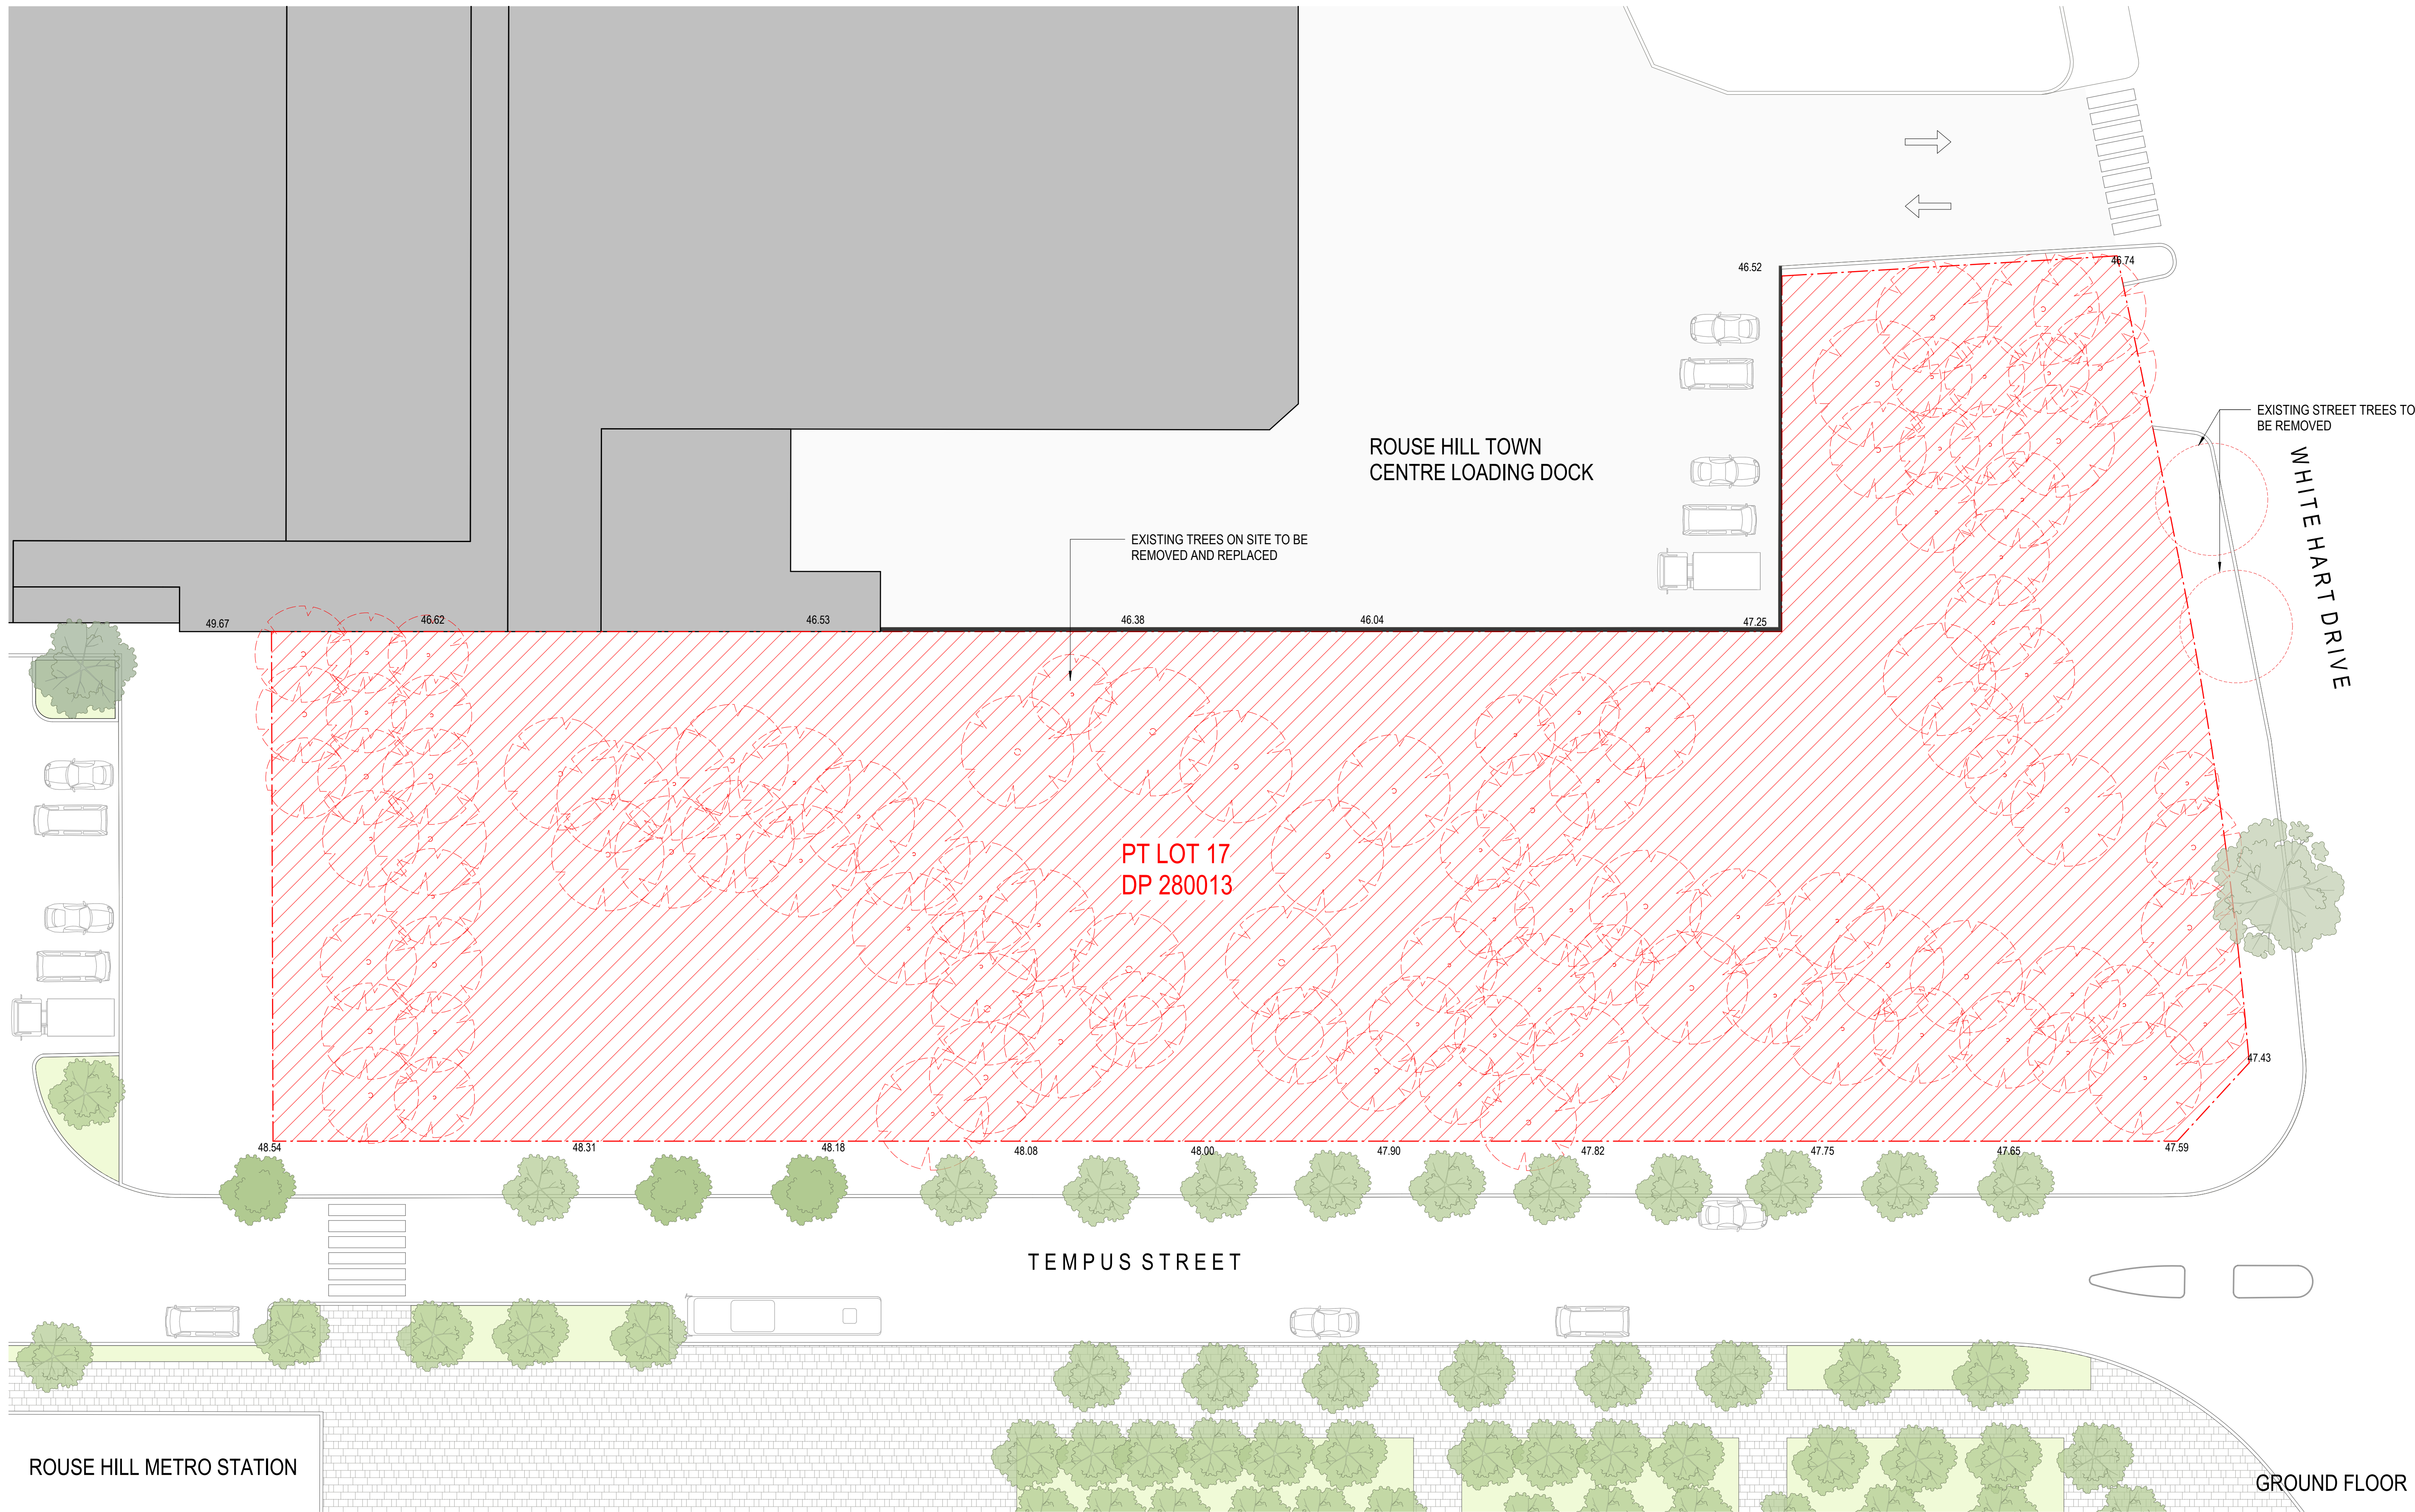 46.52
46.74
EXISTING STREET TREES TO
BE REMOVED
WHITE HART DRIVE
ROUSE HILL TOWN
CENTRE LOADING DOCK
EXISTING TREES ON SITE TO BE
REMOVED AND REPLACED
49.67
46.62
46.53
46.38
46.04
47.25
PT LOT 17
DP 280013
47.43
48.54
48.31
48.18
48.08
48.00
47.90
47.82
47.75
47.65
47.59
TEMPUS STREET
ROUSE HILL METRO STATION
GROUND FLOOR